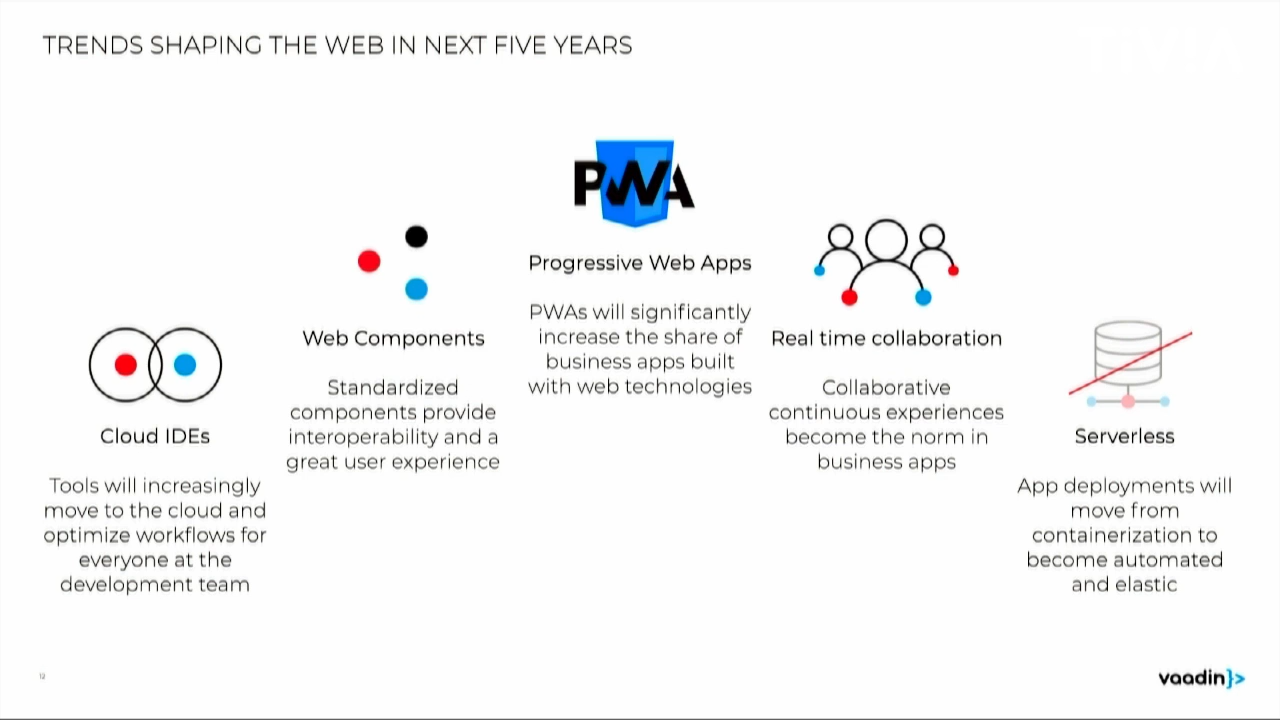 TRENDS SHAPING THE WEB IN NEXT FIVE YEARS
Cloud IDEs
Tools will increasingly
move to the cloud and
optimize workflows for
everyone at the
development team
Web Components
Standardized
components provide
interoperability and a
great user experience
PWA
Progressive Web Apps
PWAs will significantly
increase the share of
business apps built
with web technologies
Real time collaboration
Collaborative
continuous experiences
become the norm in
business apps
Serverless
App deployments will
move from
containerization to
become automated
and elastic
12
vaadin}>